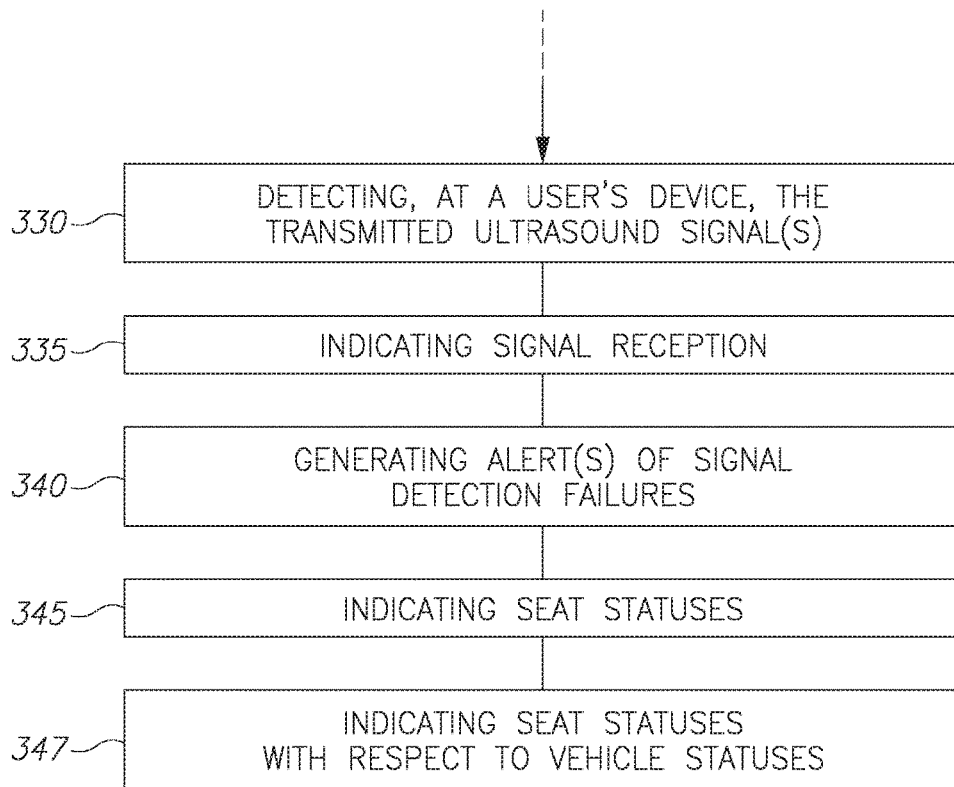 330
DETECTING, AT A USER'S DEVICE, THE
TRANSMITTED ULTRASOUND SIGNAL(S)
335
INDICATING SIGNAL RECEPTION
340
GENERATING ALERT(S) OF SIGNAL
DETECTION FAILURES
345
INDICATING SEAT STATUSES
347
INDICATING SEAT STATUSES
WITH RESPECT TO VEHICLE STATUSES